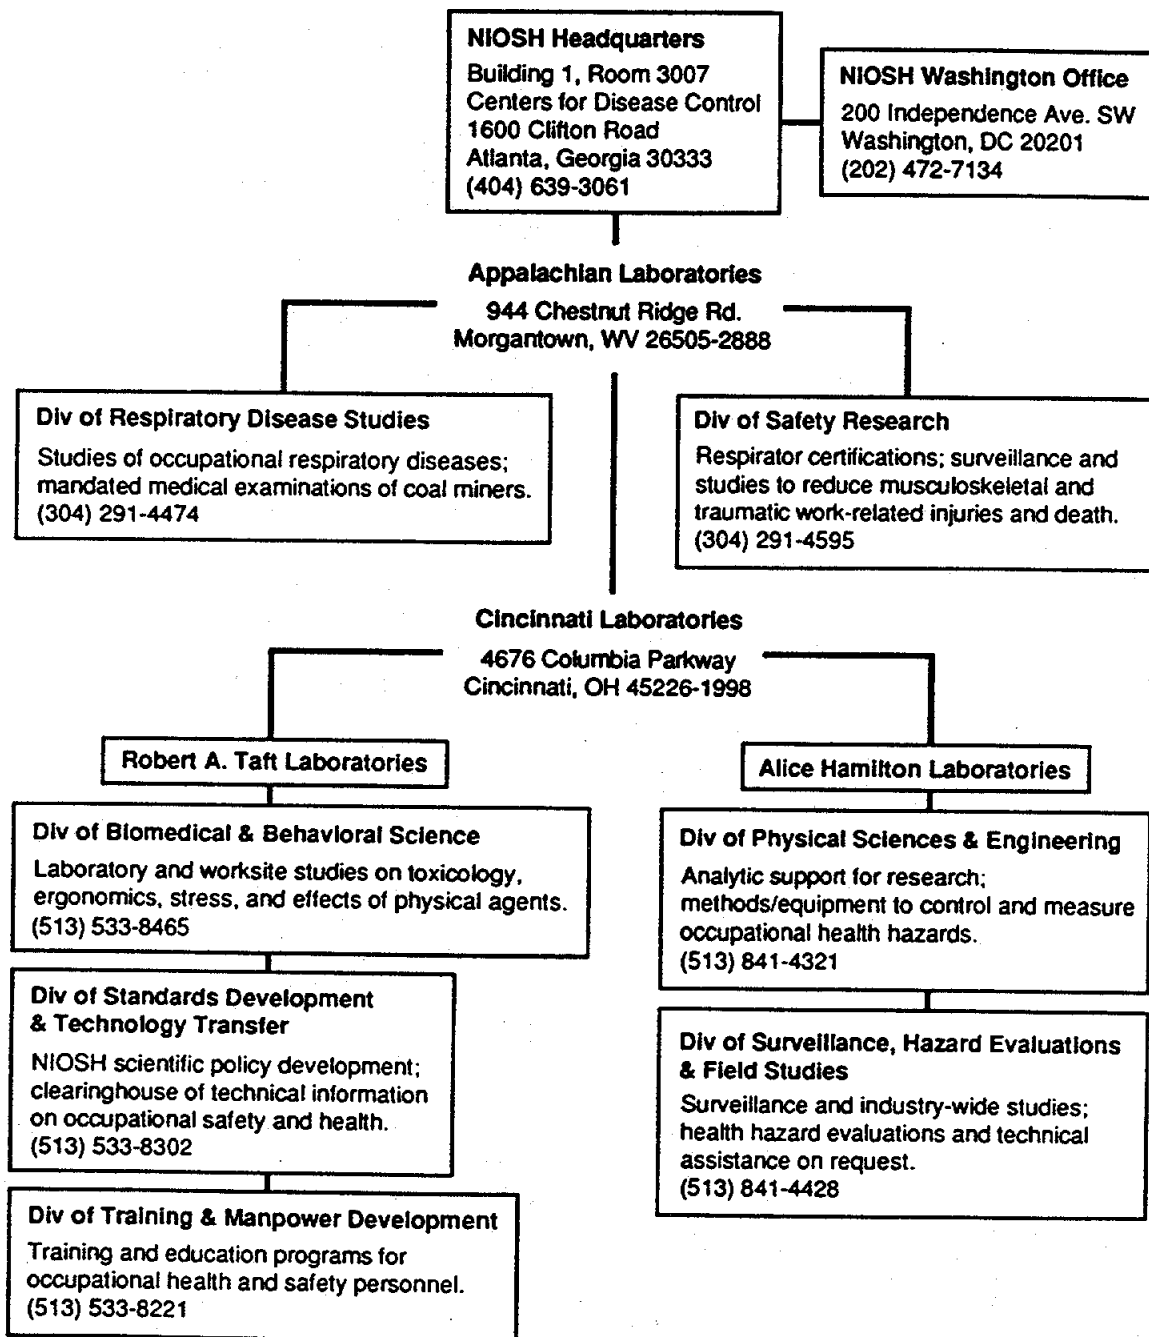 NIOSH Headquarters
Building 1, Room 3007
Centers for Disease Control
1600 Clifton Road
Atlanta, Georgia 30333
(404) 639-3061
NIOSH Washington Office
200 Independence Ave. SW
Washington, DC 20201
(202) 472-7134
Appalachian Laboratories
944 Chestnut Ridge Rd.
Morgantown, WV 26505-2888
Div of Respiratory Disease Studies
Studies of occupational respiratory diseases;
mandated medical examinations of coal miners.
(304) 291-4474
Div of Safety Research
Respirator certifications; surveillance and
studies to reduce musculoskeletal and
traumatic work-related injuries and death.
(304) 291-4595
Cincinnati Laboratories
4676 Columbia Parkway
Cincinnati, OH 45226-1998
Robert A. Taft Laboratories
Div of Biomedical & Behavioral Science
Laboratory and worksite studies on toxicology,
ergonomics, stress, and effects of physical agents.
(513) 533-8465
Div of Standards Development
& Technology Transfer
NIOSH scientific policy development;
clearinghouse of technical information
on occupational safety and health.
(513) 533-8302
Div of Training & Manpower Development
Training and education programs for
occupational health and safety personnel.
(513) 533-8221
Alice Hamilton Laboratories
Div of Physical Sciences & Engineering
Analytic support for research;
methods/equipment to control and measure
occupational health hazards.
(513) 841-4321
Div of Surveillance, Hazard Evaluations
& Field Studies
Surveillance and industry-wide studies;
health hazard evaluations and technical
assistance on request.
(513) 841-4428